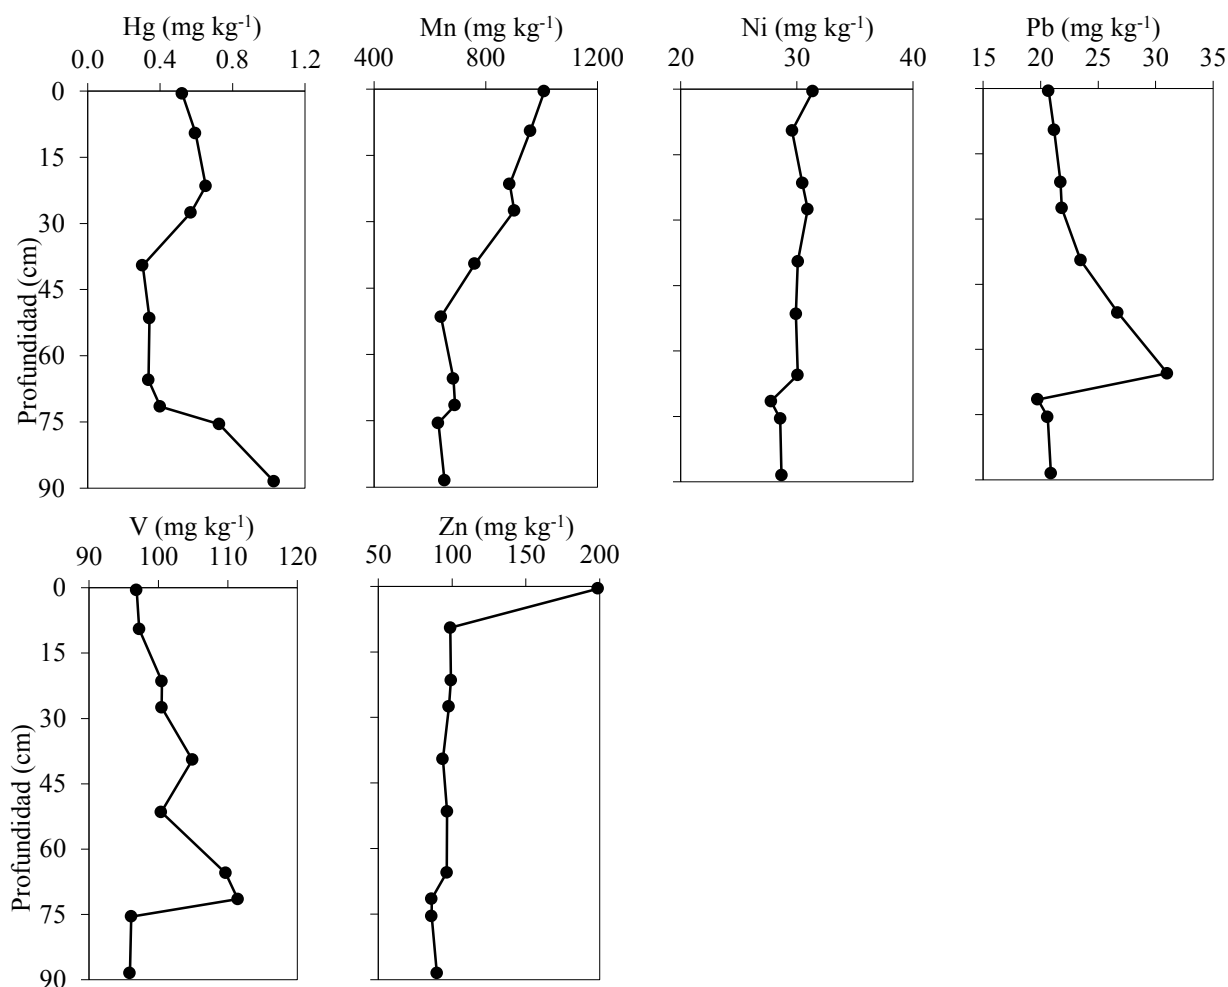 Hg (mg kg⁻¹)
0.0 0.4 0.8 1.2
0
15
30
45
60
75
90
Profundidad (cm)
Mn (mg kg⁻¹)
400 800 1200
Ni (mg kg⁻¹)
20 30 40
Pb (mg kg⁻¹)
15 20 25 30 35
V (mg kg⁻¹)
90 100 110 120
0
15
30
45
60
75
90
Profundidad (cm)
Zn (mg kg⁻¹)
50 100 150 200